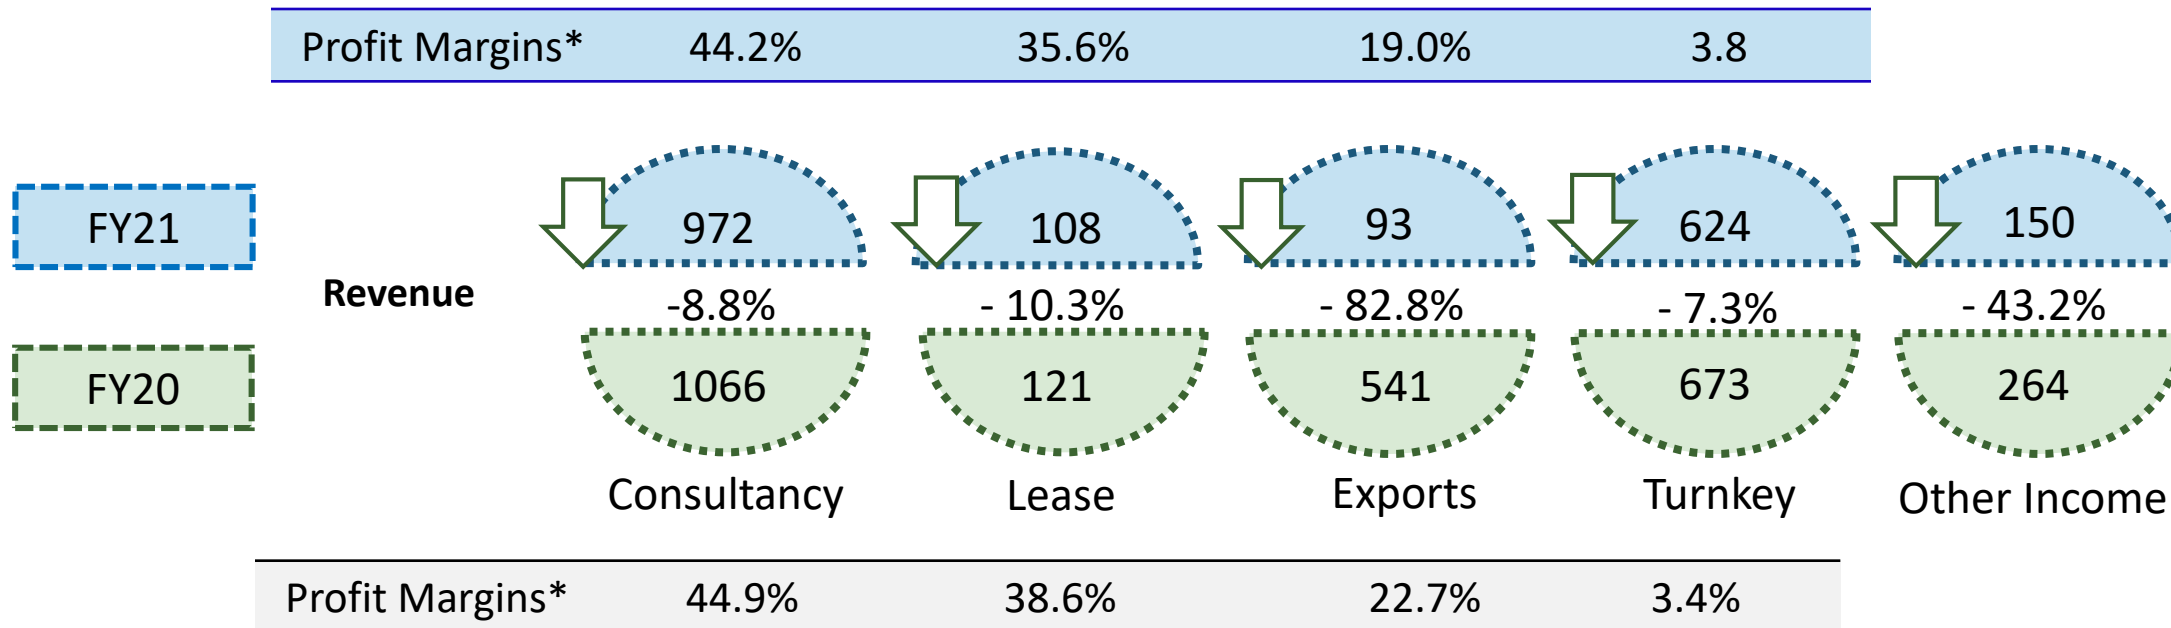 Profit Margins* 44.2% 35.6% 19.0% 3.8
FY21 972 108 93 624 150
Revenue -8.8% - 10.3% - 82.8% - 7.3% - 43.2%
FY20 1066 121 541 673 264
Consultancy Lease Exports Turnkey Other Income
Profit Margins* 44.9% 38.6% 22.7% 3.4%